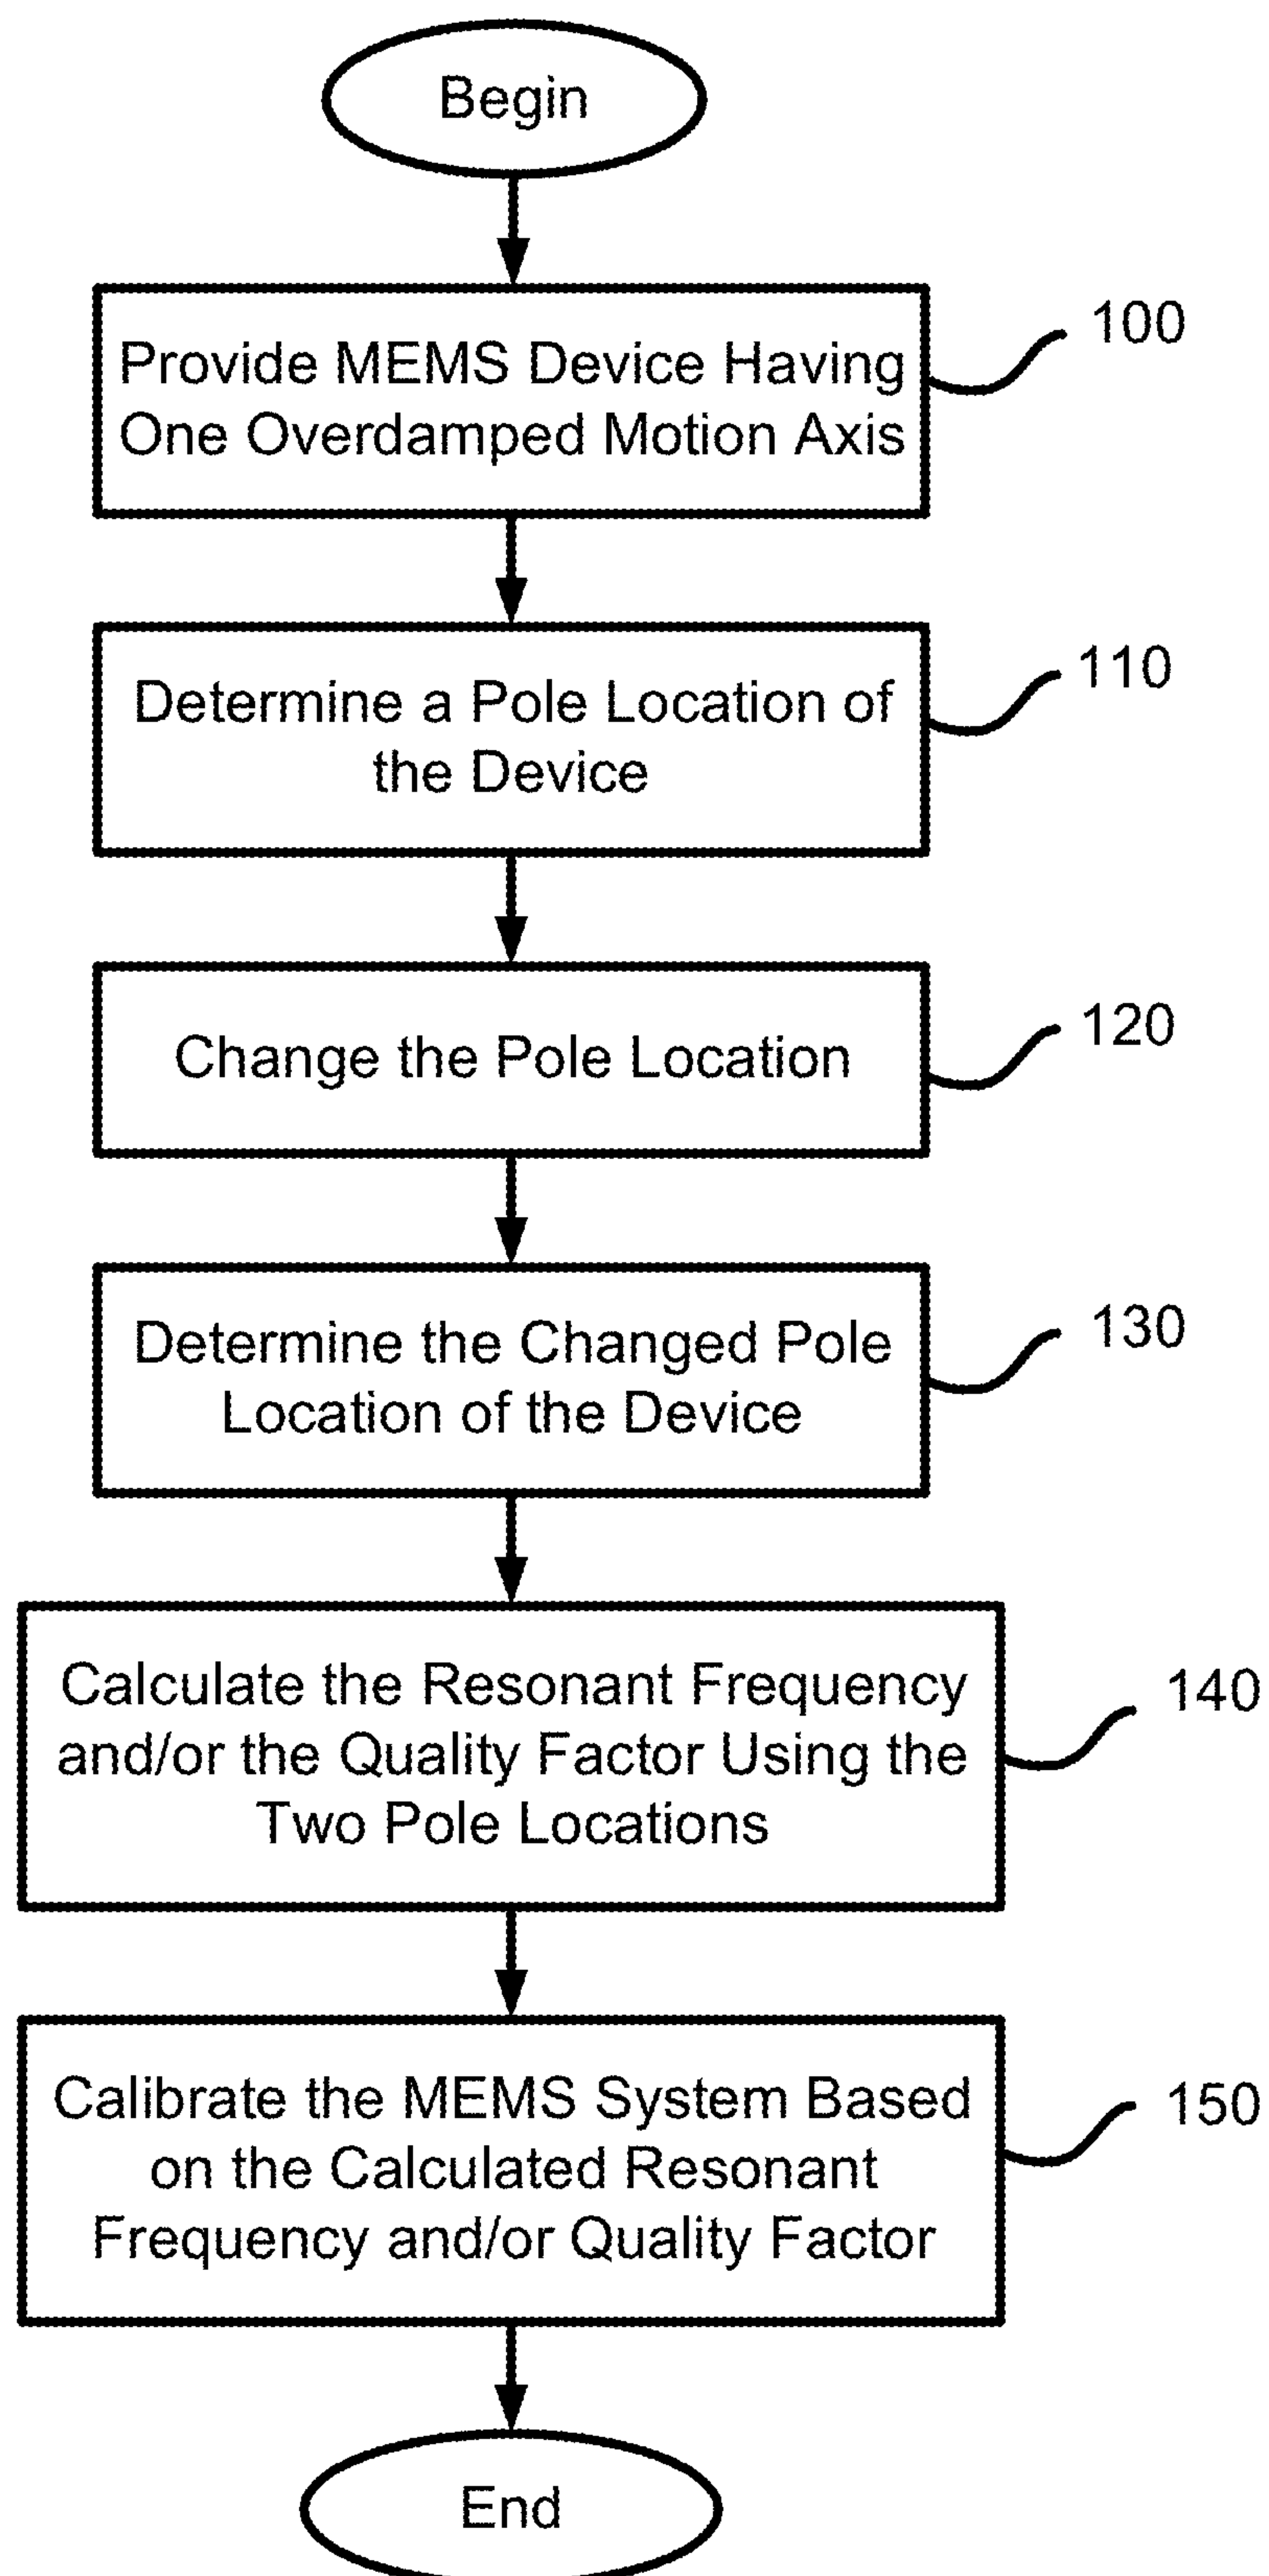 Begin
Provide MEMS Device Having
One Overdamped Motion Axis
100
Determine a Pole Location of
the Device
110
Change the Pole Location
120
Determine the Changed Pole
Location of the Device
130
Calculate the Resonant Frequency
and/or the Quality Factor Using the
Two Pole Locations
140
Calibrate the MEMS System Based
on the Calculated Resonant
Frequency and/or Quality Factor
150
End